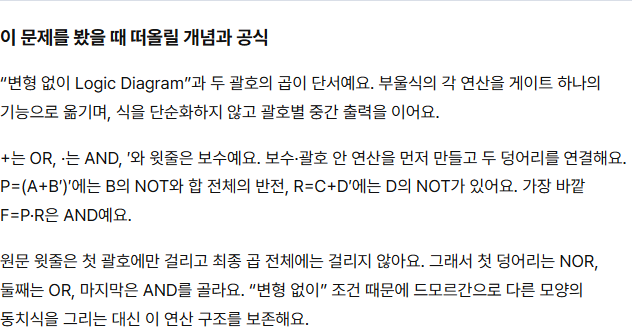 이 문제를 봤을 때 떠올릴 개념과 공식
“변형 없이 Logic Diagram”과 두 괄호의 곱이 단서예요. 부울식의 각 연산을 게이트 하나의
기능으로 옮기며, 식을 단순화하지 않고 괄호별 중간 출력을 이어요.
+는 OR, ·는 AND, ′와 윗줄은 보수예요. 보수·괄호 안 연산을 먼저 만들고 두 덩어리를 연결해요.
P=(A+B′)′에는 B의 NOT와 합 전체의 반전, R=C+D′에는 D의 NOT가 있어요. 가장 바깥
F=P·R은 AND예요.
원문 윗줄은 첫 괄호에만 걸리고 최종 곱 전체에는 걸리지 않아요. 그래서 첫 덩어리는 NOR,
둘째는 OR, 마지막은 AND를 골라요. “변형 없이” 조건 때문에 드모르간으로 다른 모양의
동치식을 그리는 대신 이 연산 구조를 보존해요.